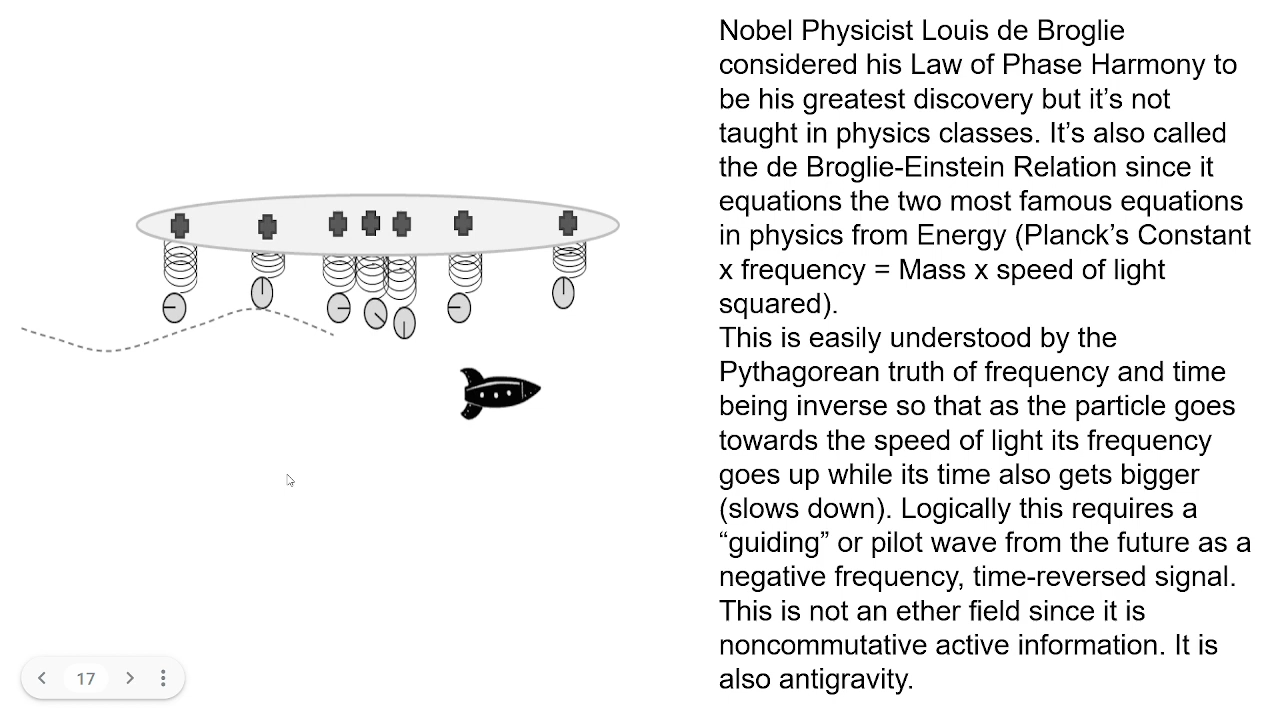 Nobel Physicist Louis de Broglie
considered his Law of Phase Harmony to
be his greatest discovery but it’s not
taught in physics classes. It’s also called
the de Broglie-Einstein Relation since it
equations the two most famous equations
in physics from Energy (Planck’s Constant
x frequency = Mass x speed of light
squared).
This is easily understood by the
Pythagorean truth of frequency and time
being inverse so that as the particle goes
towards the speed of light its frequency
goes up while its time also gets bigger
(slows down). Logically this requires a
“guiding” or pilot wave from the future as a
negative frequency, time-reversed signal.
This is not an ether field since it is
noncommutative active information. It is
also antigravity.
17